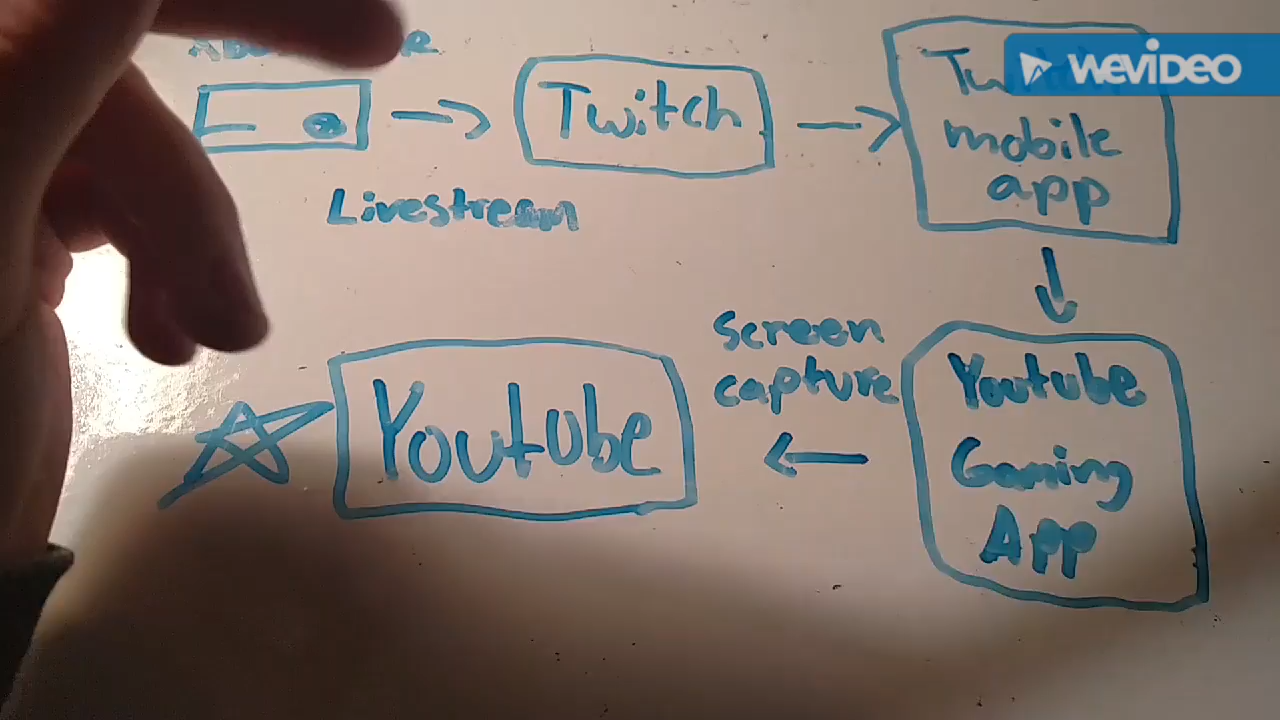 WEVIDEO
Twitch
mobile
app
Livestream
Screen
capture
Youtube
Gaming
App
Youtube